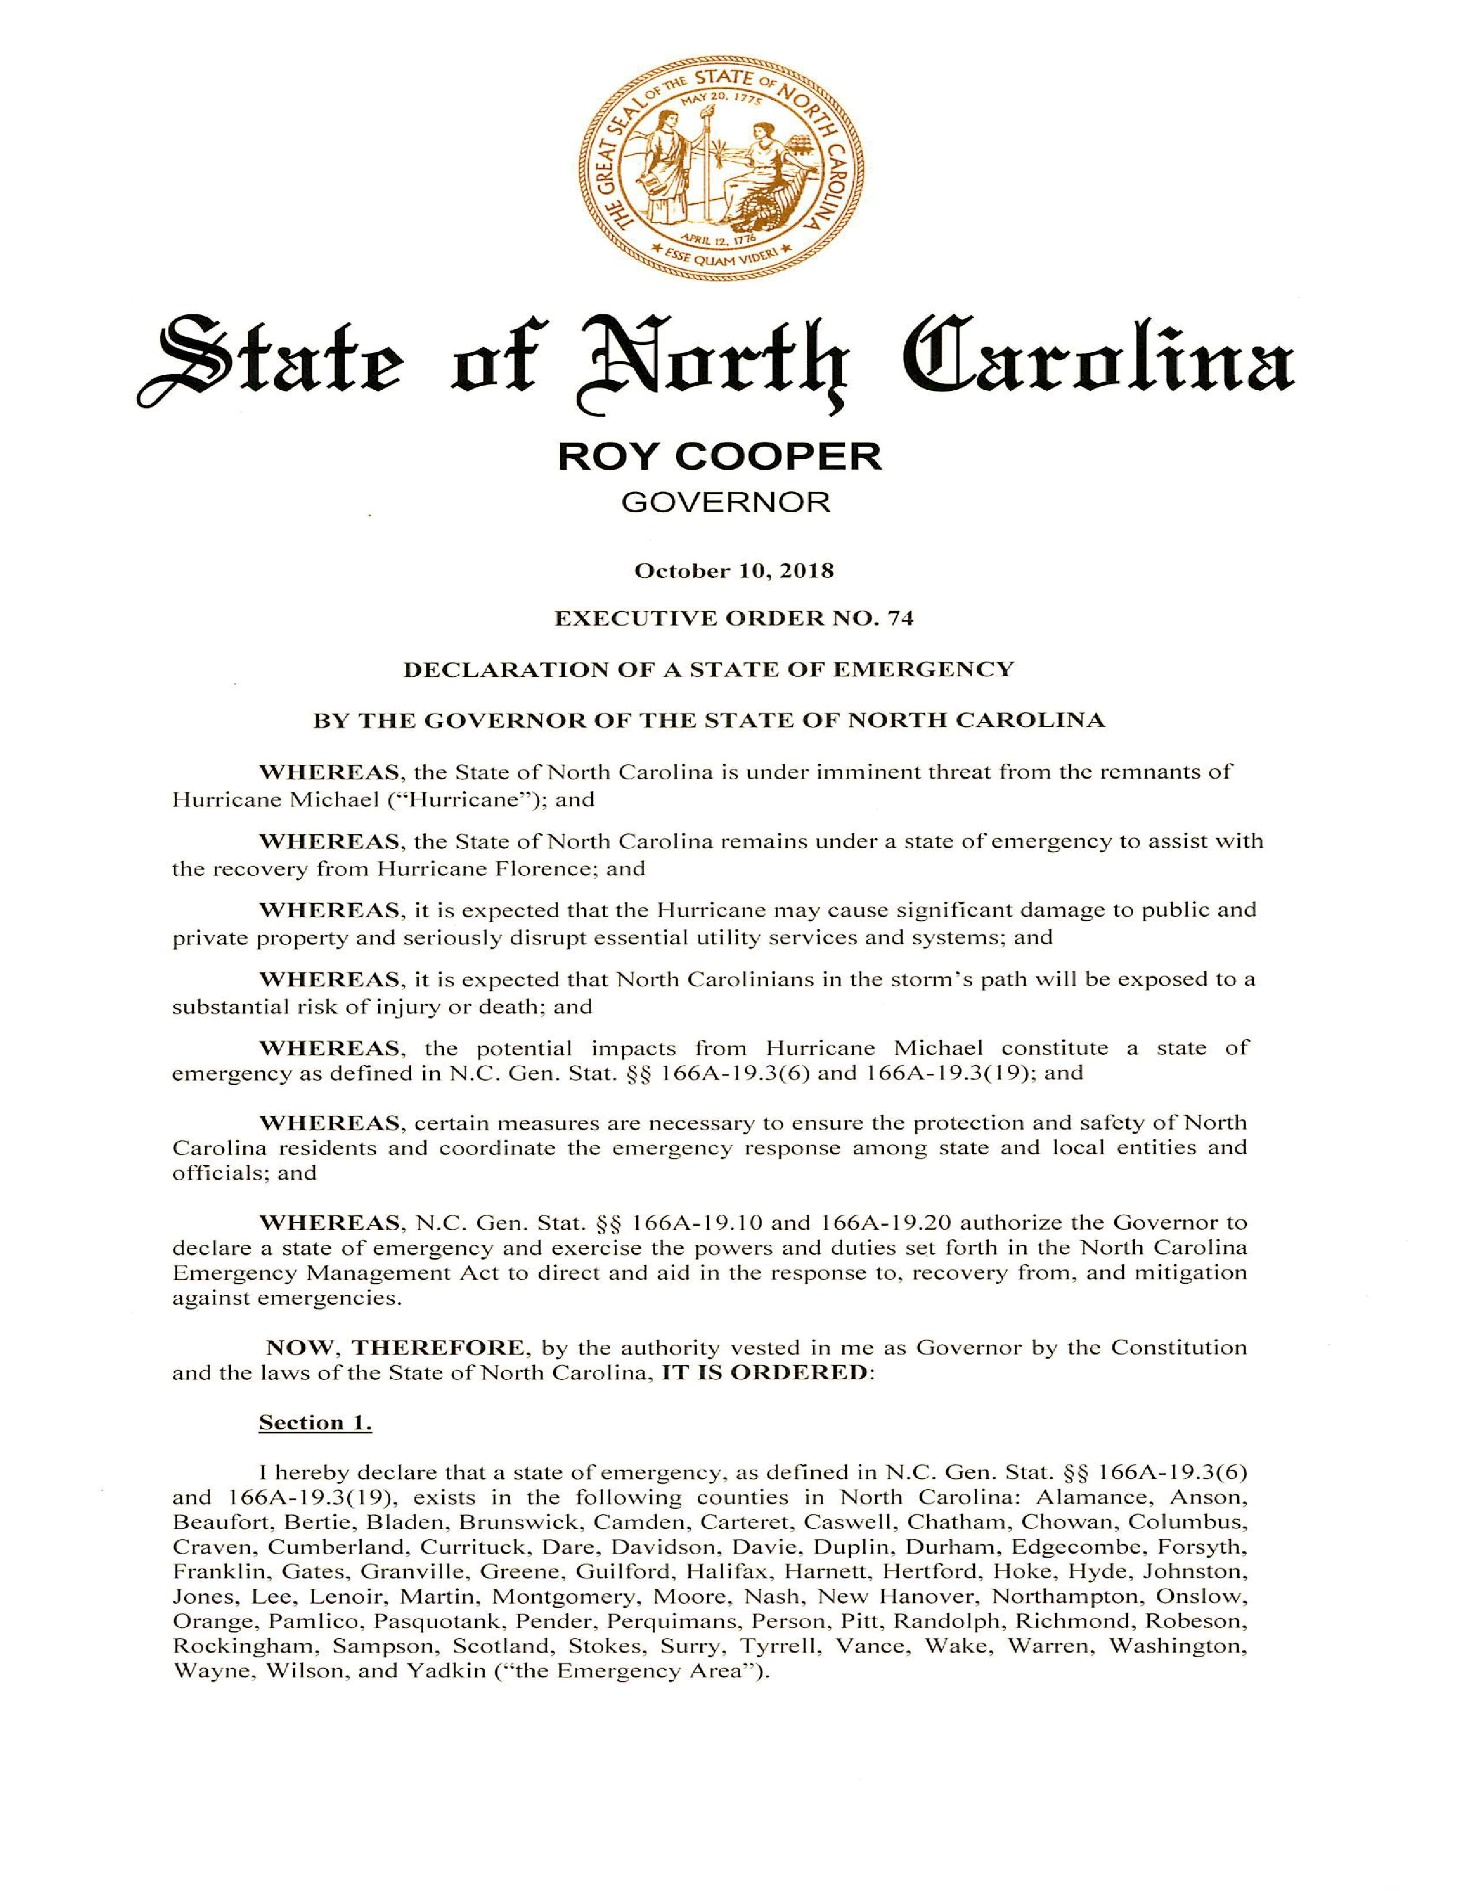 THE GREAT SEAL OF THE STATE OF NORTH CAROLINA
MAY 20, 1775
APRIL 12, 1776
★ ESSE QUAM VIDERI ★
State of North Carolina
ROY COOPER
GOVERNOR
October 10, 2018
EXECUTIVE ORDER NO. 74
DECLARATION OF A STATE OF EMERGENCY
BY THE GOVERNOR OF THE STATE OF NORTH CAROLINA
WHEREAS, the State of North Carolina is under imminent threat from the remnants of
Hurricane Michael (“Hurricane”); and
WHEREAS, the State of North Carolina remains under a state of emergency to assist with
the recovery from Hurricane Florence; and
WHEREAS, it is expected that the Hurricane may cause significant damage to public and
private property and seriously disrupt essential utility services and systems; and
WHEREAS, it is expected that North Carolinians in the storm’s path will be exposed to a
substantial risk of injury or death; and
WHEREAS, the potential impacts from Hurricane Michael constitute a state of
emergency as defined in N.C. Gen. Stat. §§ 166A-19.3(6) and 166A-19.3(19); and
WHEREAS, certain measures are necessary to ensure the protection and safety of North
Carolina residents and coordinate the emergency response among state and local entities and
officials; and
WHEREAS, N.C. Gen. Stat. §§ 166A-19.10 and 166A-19.20 authorize the Governor to
declare a state of emergency and exercise the powers and duties set forth in the North Carolina
Emergency Management Act to direct and aid in the response to, recovery from, and mitigation
against emergencies.
NOW, THEREFORE, by the authority vested in me as Governor by the Constitution
and the laws of the State of North Carolina, IT IS ORDERED:
Section 1.
I hereby declare that a state of emergency, as defined in N.C. Gen. Stat. §§ 166A-19.3(6)
and 166A-19.3(19), exists in the following counties in North Carolina: Alamance, Anson,
Beaufort, Bertie, Bladen, Brunswick, Camden, Carteret, Caswell, Chatham, Chowan, Columbus,
Craven, Cumberland, Currituck, Dare, Davidson, Davie, Duplin, Durham, Edgecombe, Forsyth,
Franklin, Gates, Granville, Greene, Guilford, Halifax, Harnett, Hertford, Hoke, Hyde, Johnston,
Jones, Lee, Lenoir, Martin, Montgomery, Moore, Nash, New Hanover, Northampton, Onslow,
Orange, Pamlico, Pasquotank, Pender, Perquimans, Person, Pitt, Randolph, Richmond, Robeson,
Rockingham, Sampson, Scotland, Stokes, Surry, Tyrrell, Vance, Wake, Warren, Washington,
Wayne, Wilson, and Yadkin (“the Emergency Area”).